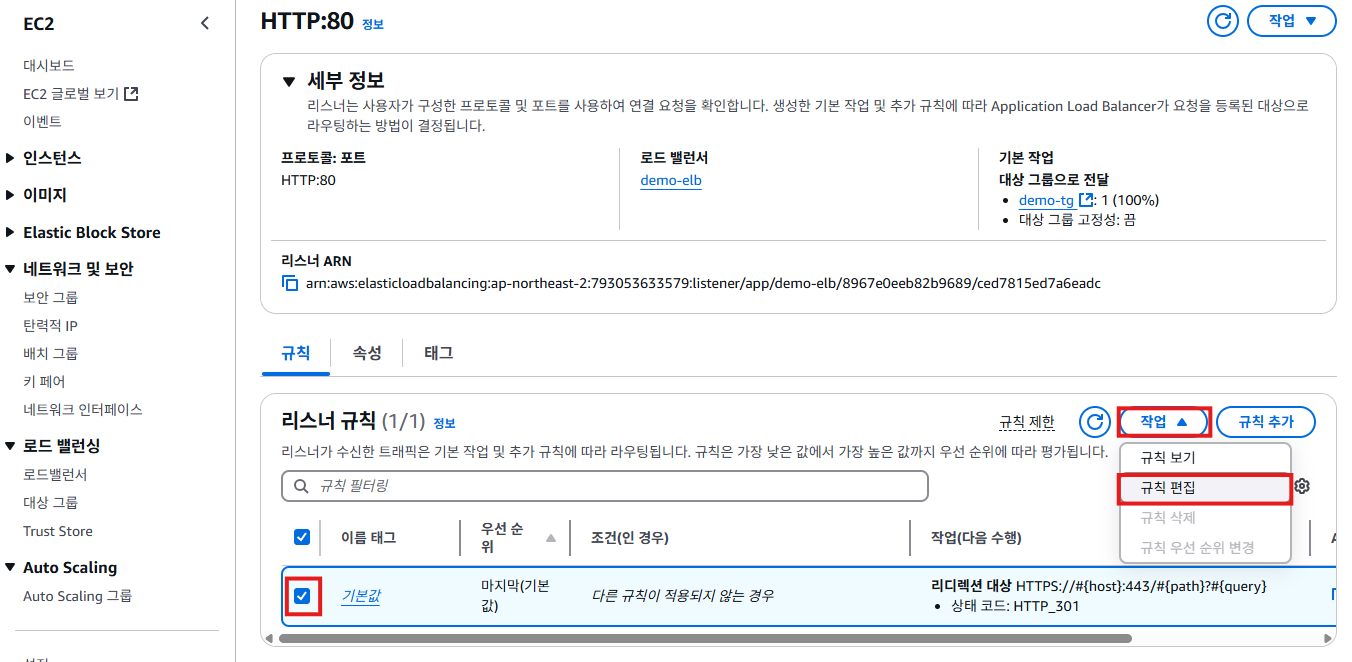 EC2
대시보드
EC2 글로벌 보기
이벤트
인스턴스
이미지
Elastic Block Store
네트워크 및 보안
보안 그룹
탄력적 IP
배치 그룹
키 페어
네트워크 인터페이스
로드 밸런싱
로드밸런서
대상 그룹
Trust Store
Auto Scaling
Auto Scaling 그룹
HTTP:80 정보
작업
세부 정보
리스너는 사용자가 구성한 프로토콜 및 포트를 사용하여 연결 요청을 확인합니다. 생성한 기본 작업 및 추가 규칙에 따라 Application Load Balancer가 요청을 등록된 대상으로
라우팅하는 방법이 결정됩니다.
프로토콜: 포트
HTTP:80
로드 밸런서
demo-elb
기본 작업
대상 그룹으로 전달
demo-tg : 1 (100%)
대상 그룹 고정성: 끔
리스너 ARN
arn:aws:elasticloadbalancing:ap-northeast-2:793053633579:listener/app/demo-elb/8967e0eeb82b9689/ced7815ed7a6eadc
규칙 속성 태그
리스너 규칙 (1/1) 정보
규칙 제한 작업 규칙 추가
리스너가 수신한 트래픽은 기본 작업 및 추가 규칙에 따라 라우팅됩니다. 규칙은 가장 낮은 값에서 가장 높은 값까지 우선 순위에 따라 평가됩니다.
규칙 필터링
규칙 보기
규칙 편집
규칙 삭제
규칙 우선 순위 변경
이름 태그
우선 순
위
조건(인 경우)
작업(다음 수행)
기본값
마지막(기본
값)
다른 규칙이 적용되지 않는 경우
리디렉션 대상 HTTPS://#{host}:443/#{path}?#{query}
상태 코드: HTTP_301